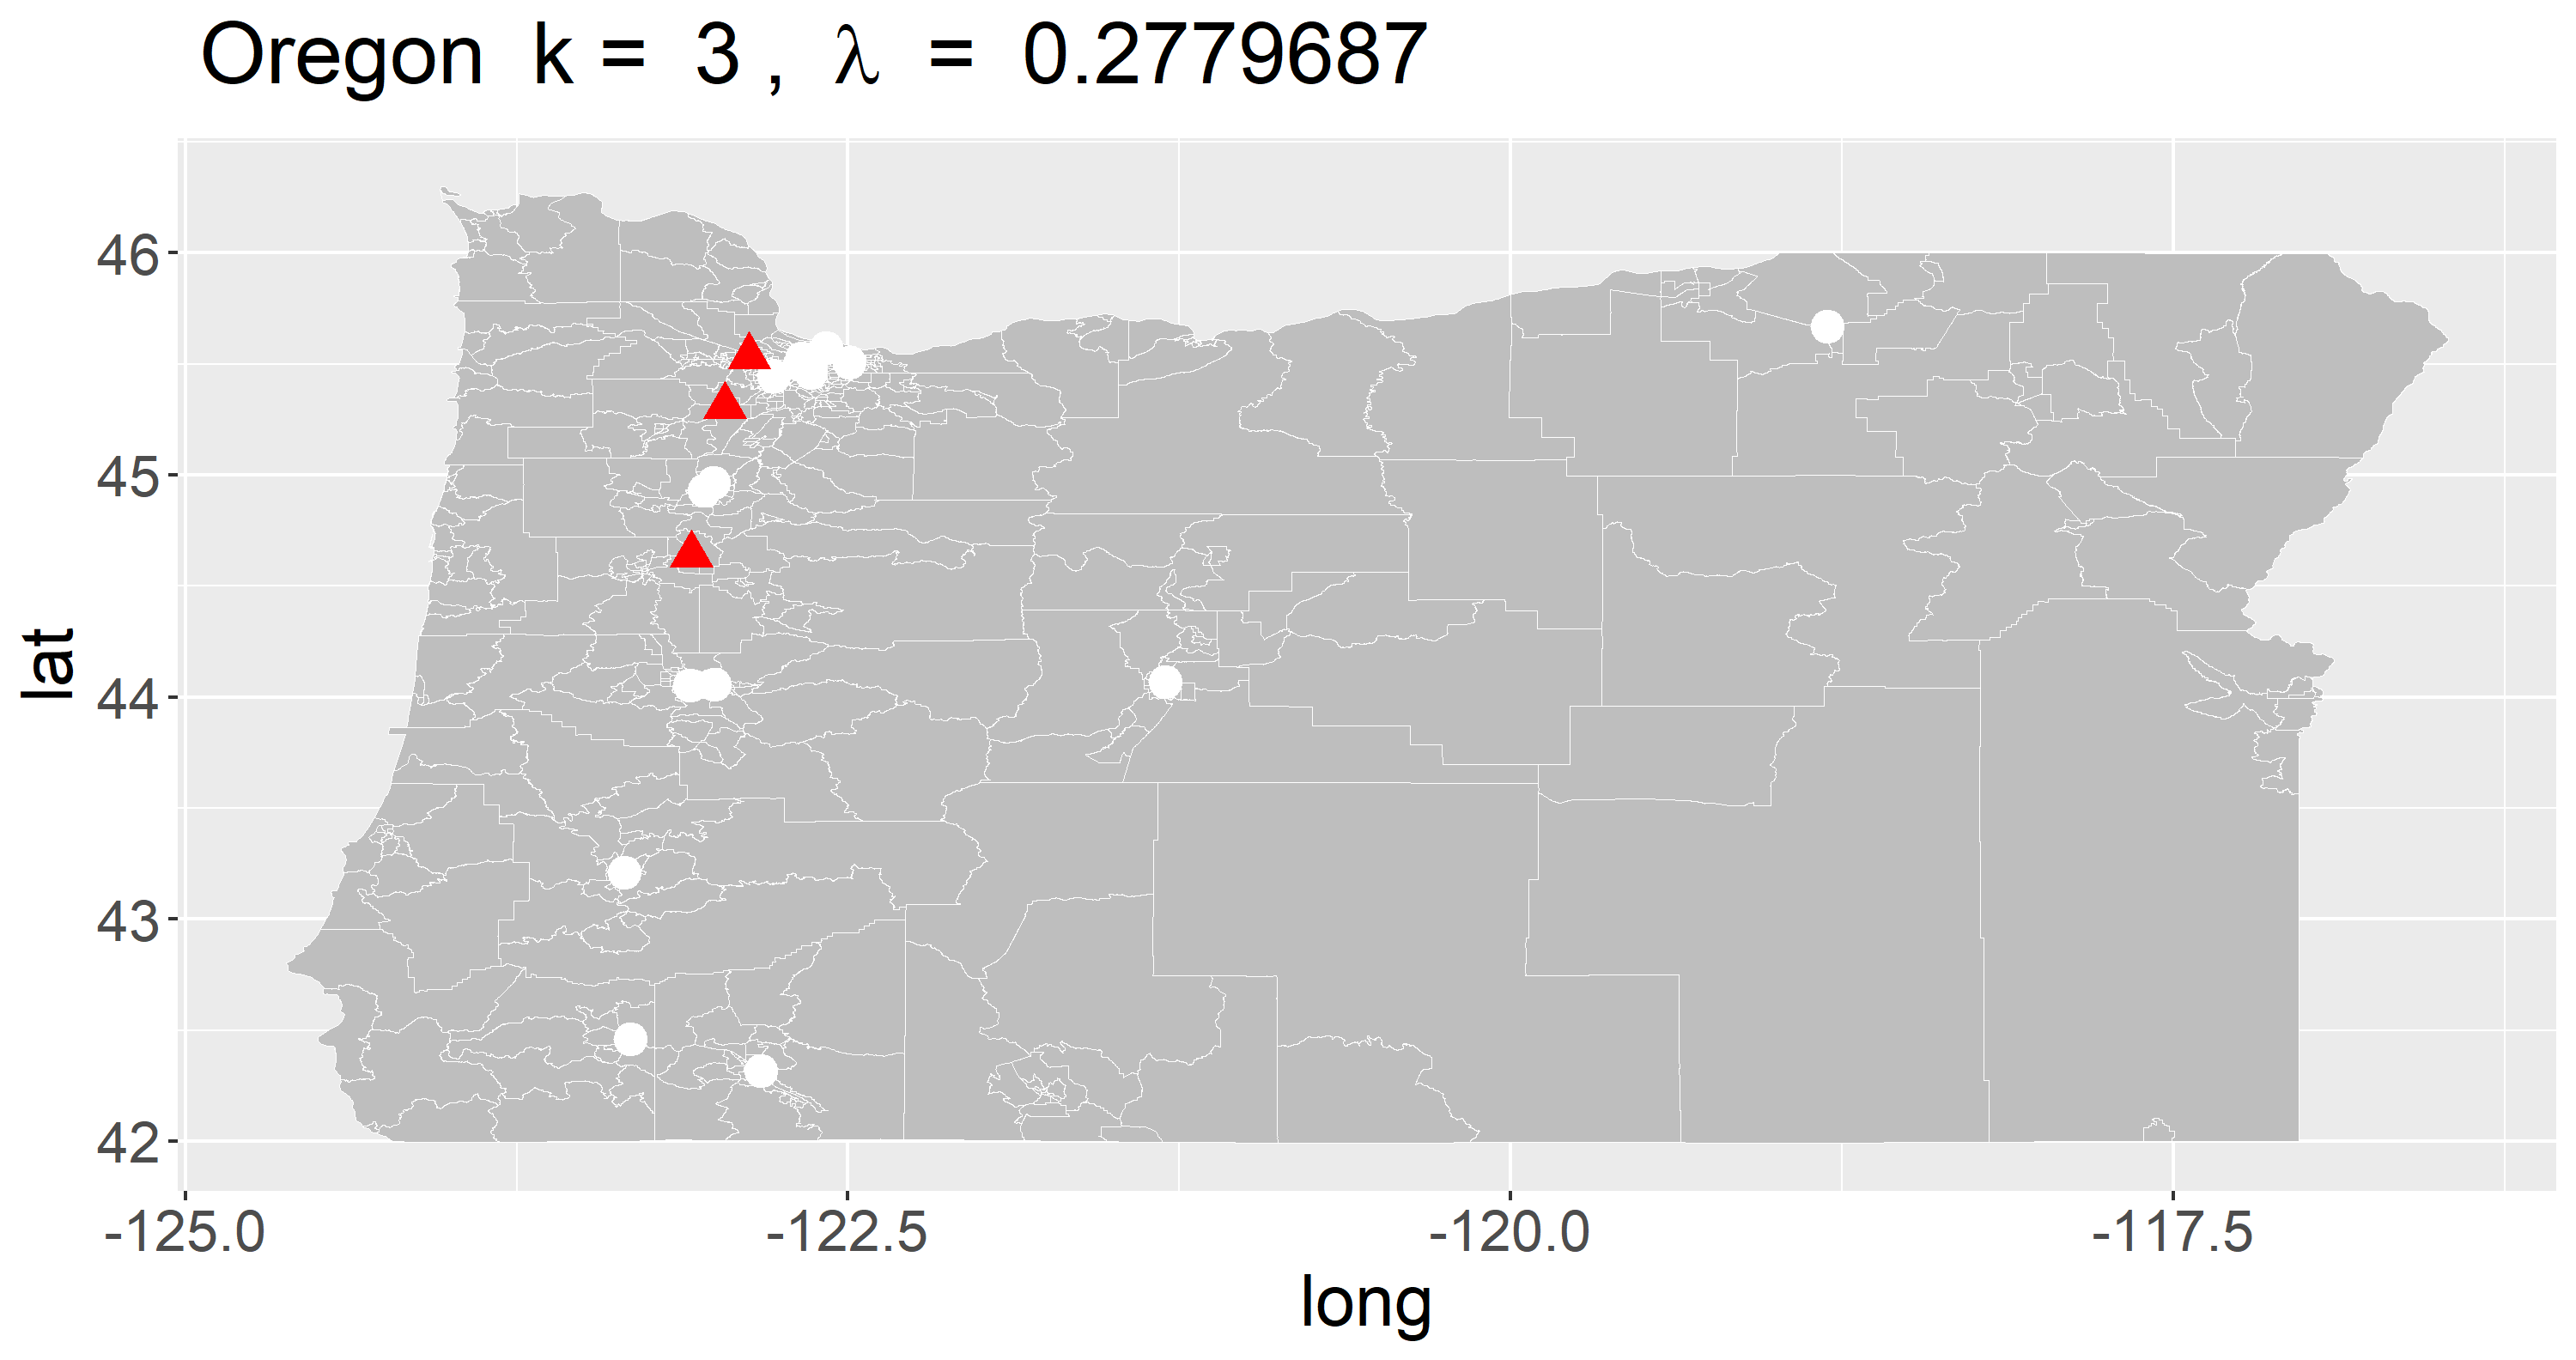 Oregon k = 3 , λ = 0.2779687
46
45
44
43
42
lat
-125.0 -122.5 -120.0 -117.5
long